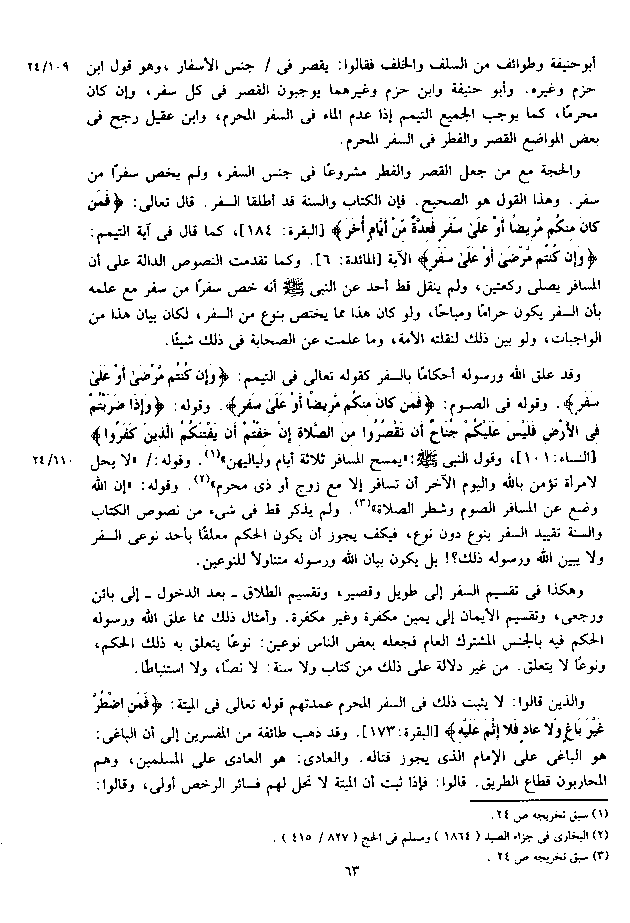 أبو حنيفة وطوائف من السلف والخلف فقالوا: يقصر فى / جنس الأسفار ،وهو قول ابن ٢٤/١٠٩
حزم وغيره. وأبو حنيفة وابن حزم وغيرهما يوجبون القصر فى كل سفر، وإن كان
محرمًا، كما يوجب الجميع التيمم إذا عدم الماء فى السفر المحرم، وابن عقيل رجح فى
بعض المواضع القصر والفطر فى السفر المحرم.
والحجة مع من جعل القصر والفطر مشروعًا فى جنس السفر، ولم يخص سفرًا من
سفر. وهذا القول هو الصحيح. فإن الكتاب والسنة قد أطلقا السفر. قال تعالى: ﴿فَمَن
كَانَ مِنكُم مَّرِيضًا أَوْ عَلَىٰ سَفَرٍ فَعِدَّةٌ مِّنْ أَيَّامٍ أُخَرَ﴾ [البقرة: ١٨٤]، كما قال فى آية التيمم:
﴿وَإِن كُنتُم مَّرْضَىٰ أَوْ عَلَىٰ سَفَرٍ﴾ الآية [المائدة: ٦]. وكما تقدمت النصوص الدالة على أن
المسافر يصلى ركعتين، ولم ينقل قط أحد عن النبى ﷺ أنه خص سفرًا من سفر مع علمه
بأن السفر يكون حرامًا ومباحًا، ولو كان هذا مما يختص بنوع من السفر، لكان بيان هذا من
الواجبات، ولو بين ذلك لنقلته الأمة، وما علمت عن الصحابة فى ذلك شيئًا.
وقد علق الله ورسوله أحكامًا بالسفر كقوله تعالى فى التيمم: ﴿وَإِن كُنتُم مَّرْضَىٰ أَوْ عَلَىٰ
سَفَرٍ﴾. وقوله فى الصوم: ﴿فَمَن كَانَ مِنكُم مَّرِيضًا أَوْ عَلَىٰ سَفَرٍ﴾. وقوله: ﴿وَإِذَا ضَرَبْتُمْ
فِى الْأَرْضِ فَلَيْسَ عَلَيْكُمْ جُنَاحٌ أَن تَقْصُرُوا مِنَ الصَّلَاةِ إِنْ خِفْتُمْ أَن يَفْتِنَكُمُ الَّذِينَ كَفَرُوا﴾
[النساء:١٠١]، وقول النبى ﷺ:«يمسح المسافر ثلاثة أيام ولياليهن»(١). وقوله:/ «لا يحل ٢٤/١١٠
لامرأة تؤمن بالله واليوم الآخر أن تسافر إلا مع زوج أو ذى محرم»(٢). وقوله: «إن الله
وضع عن المسافر الصوم وشطر الصلاة»(٣). ولم يذكر قط فى شىء من نصوص الكتاب
والسنة تقييد السفر بنوع دون نوع، فكيف يجوز أن يكون الحكم معلقًا بأحد نوعى السفر
ولا يبين الله ورسوله ذلك؟! بل يكون بيان الله ورسوله متناولاً للنوعين.
وهكذا فى تقسيم السفر إلى طويل وقصير، وتقسيم الطلاق ـ بعد الدخول ـ إلى بائن
ورجعى، وتقسيم الأيمان إلى يمين مكفرة وغير مكفرة. وأمثال ذلك مما علق الله ورسوله
الحكم فيه بالجنس المشترك العام فجعله بعض الناس نوعين: نوعًا يتعلق به ذلك الحكم،
ونوعًا لا يتعلق. من غير دلالة على ذلك من كتاب ولا سنة: لا نصًا، ولا استنباطًا.
والذين قالوا: لا يثبت ذلك فى السفر المحرم عمدتهم قوله تعالى فى الميتة: ﴿فَمَنِ اضْطُرَّ
غَيْرَ بَاغٍ وَلَا عَادٍ فَلَا إِثْمَ عَلَيْهِ﴾ [البقرة:١٧٣]. وقد ذهب طائفة من المفسرين إلى أن الباغى:
هو الباغى على الإمام الذى يجوز قتاله. والعادى: هو العادى على المسلمين، وهم
المحاربون قطاع الطريق. قالوا: فإذا ثبت أن الميتة لا تحل لهم فسائر الرخص أولى، وقالوا:
(١) سبق تخريجه ص ٢٤.
(٢) البخارى فى جزاء الصيد ( ١٨٦٤ ) ومسلم فى الحج ( ٨٢٧ / ٤١٥ ) .
(٣) سبق تخريجه ص ٢٤ .
٦٣